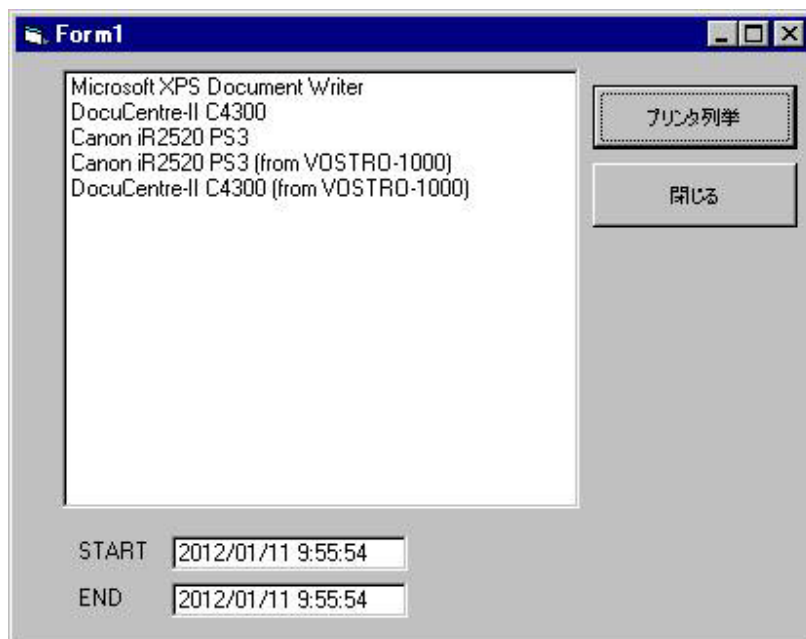 Form1
Microsoft XPS Document Writer
DocuCentre-II C4300
Canon iR2520 PS3
Canon iR2520 PS3 (from VOSTRO-1000)
DocuCentre-II C4300 (from VOSTRO-1000)
プリンタ列挙
閉じる
START 2012/01/11 9:55:54
END 2012/01/11 9:55:54